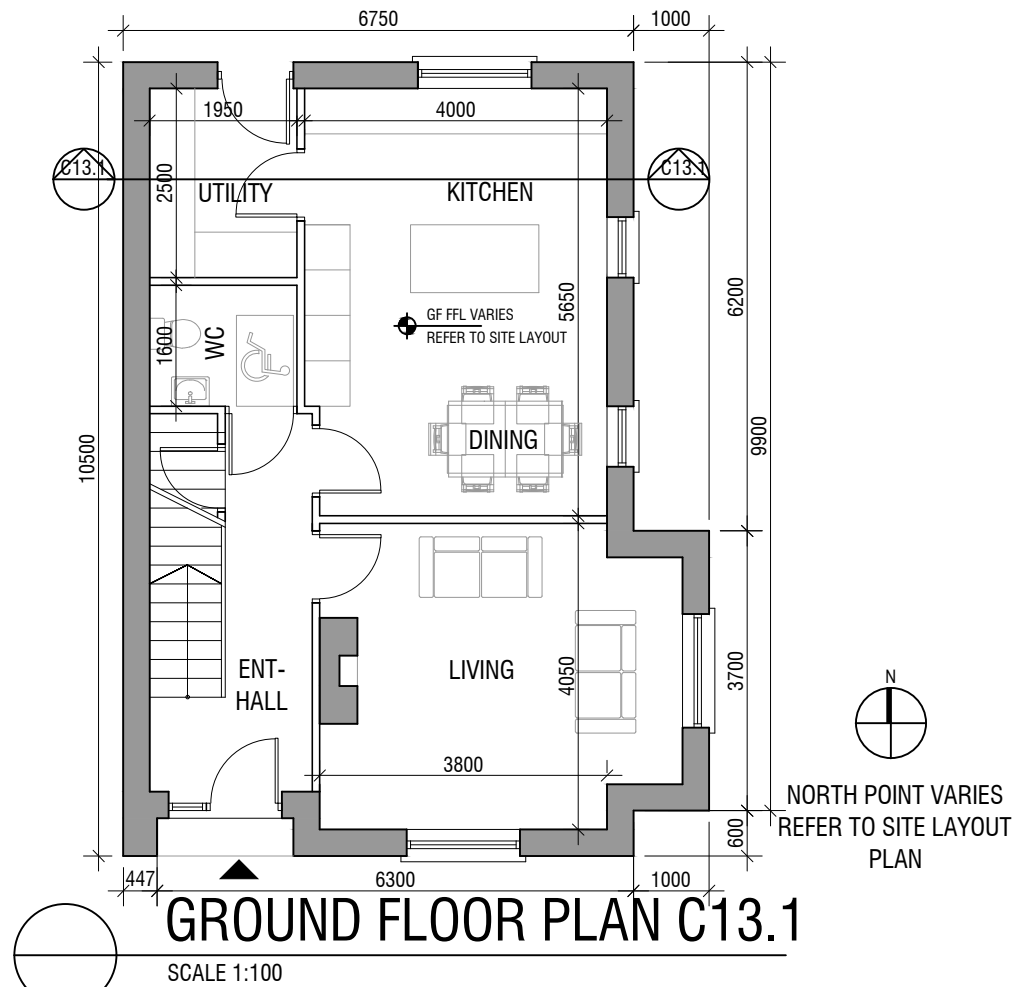 6750
1000
1950
4000
C13.1
C13.1
2500
UTILITY
KITCHEN
6200
5650
GF FFL VARIES
REFER TO SITE LAYOUT
1600
WC
10500
DINING
9900
ENT-
HALL
LIVING
4050
3700
N
3800
NORTH POINT VARIES
REFER TO SITE LAYOUT
PLAN
600
447
6300
1000
GROUND FLOOR PLAN C13.1
SCALE 1:100